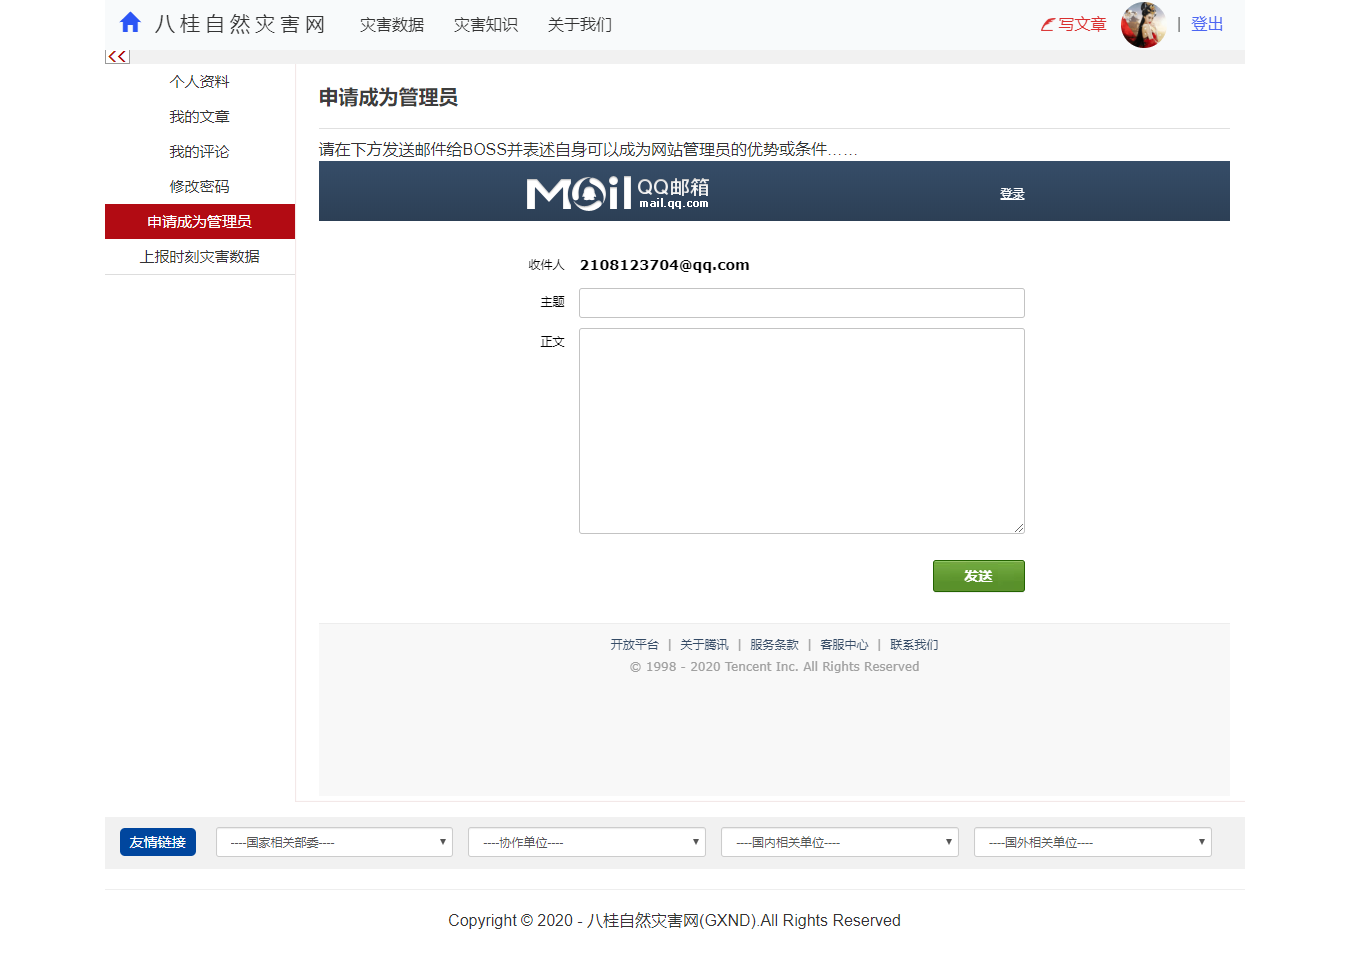 八桂自然灾害网 灾害数据 灾害知识 关于我们 写文章 | 登出
个人资料
我的文章
我的评论
修改密码
申请成为管理员
上报时刻灾害数据
申请成为管理员
请在下方发送邮件给BOSS并表述自身可以成为网站管理员的优势或条件……
Mail QQ邮箱
mail.qq.com
登录
收件人 2108123704@qq.com
主题
正文
发送
开放平台 | 关于腾讯 | 服务条款 | 客服中心 | 联系我们
© 1998 - 2020 Tencent Inc. All Rights Reserved
友情链接 ----国家相关部委---- ----协作单位---- ----国内相关单位---- ----国外相关单位----
Copyright © 2020 - 八桂自然灾害网(GXND).All Rights Reserved